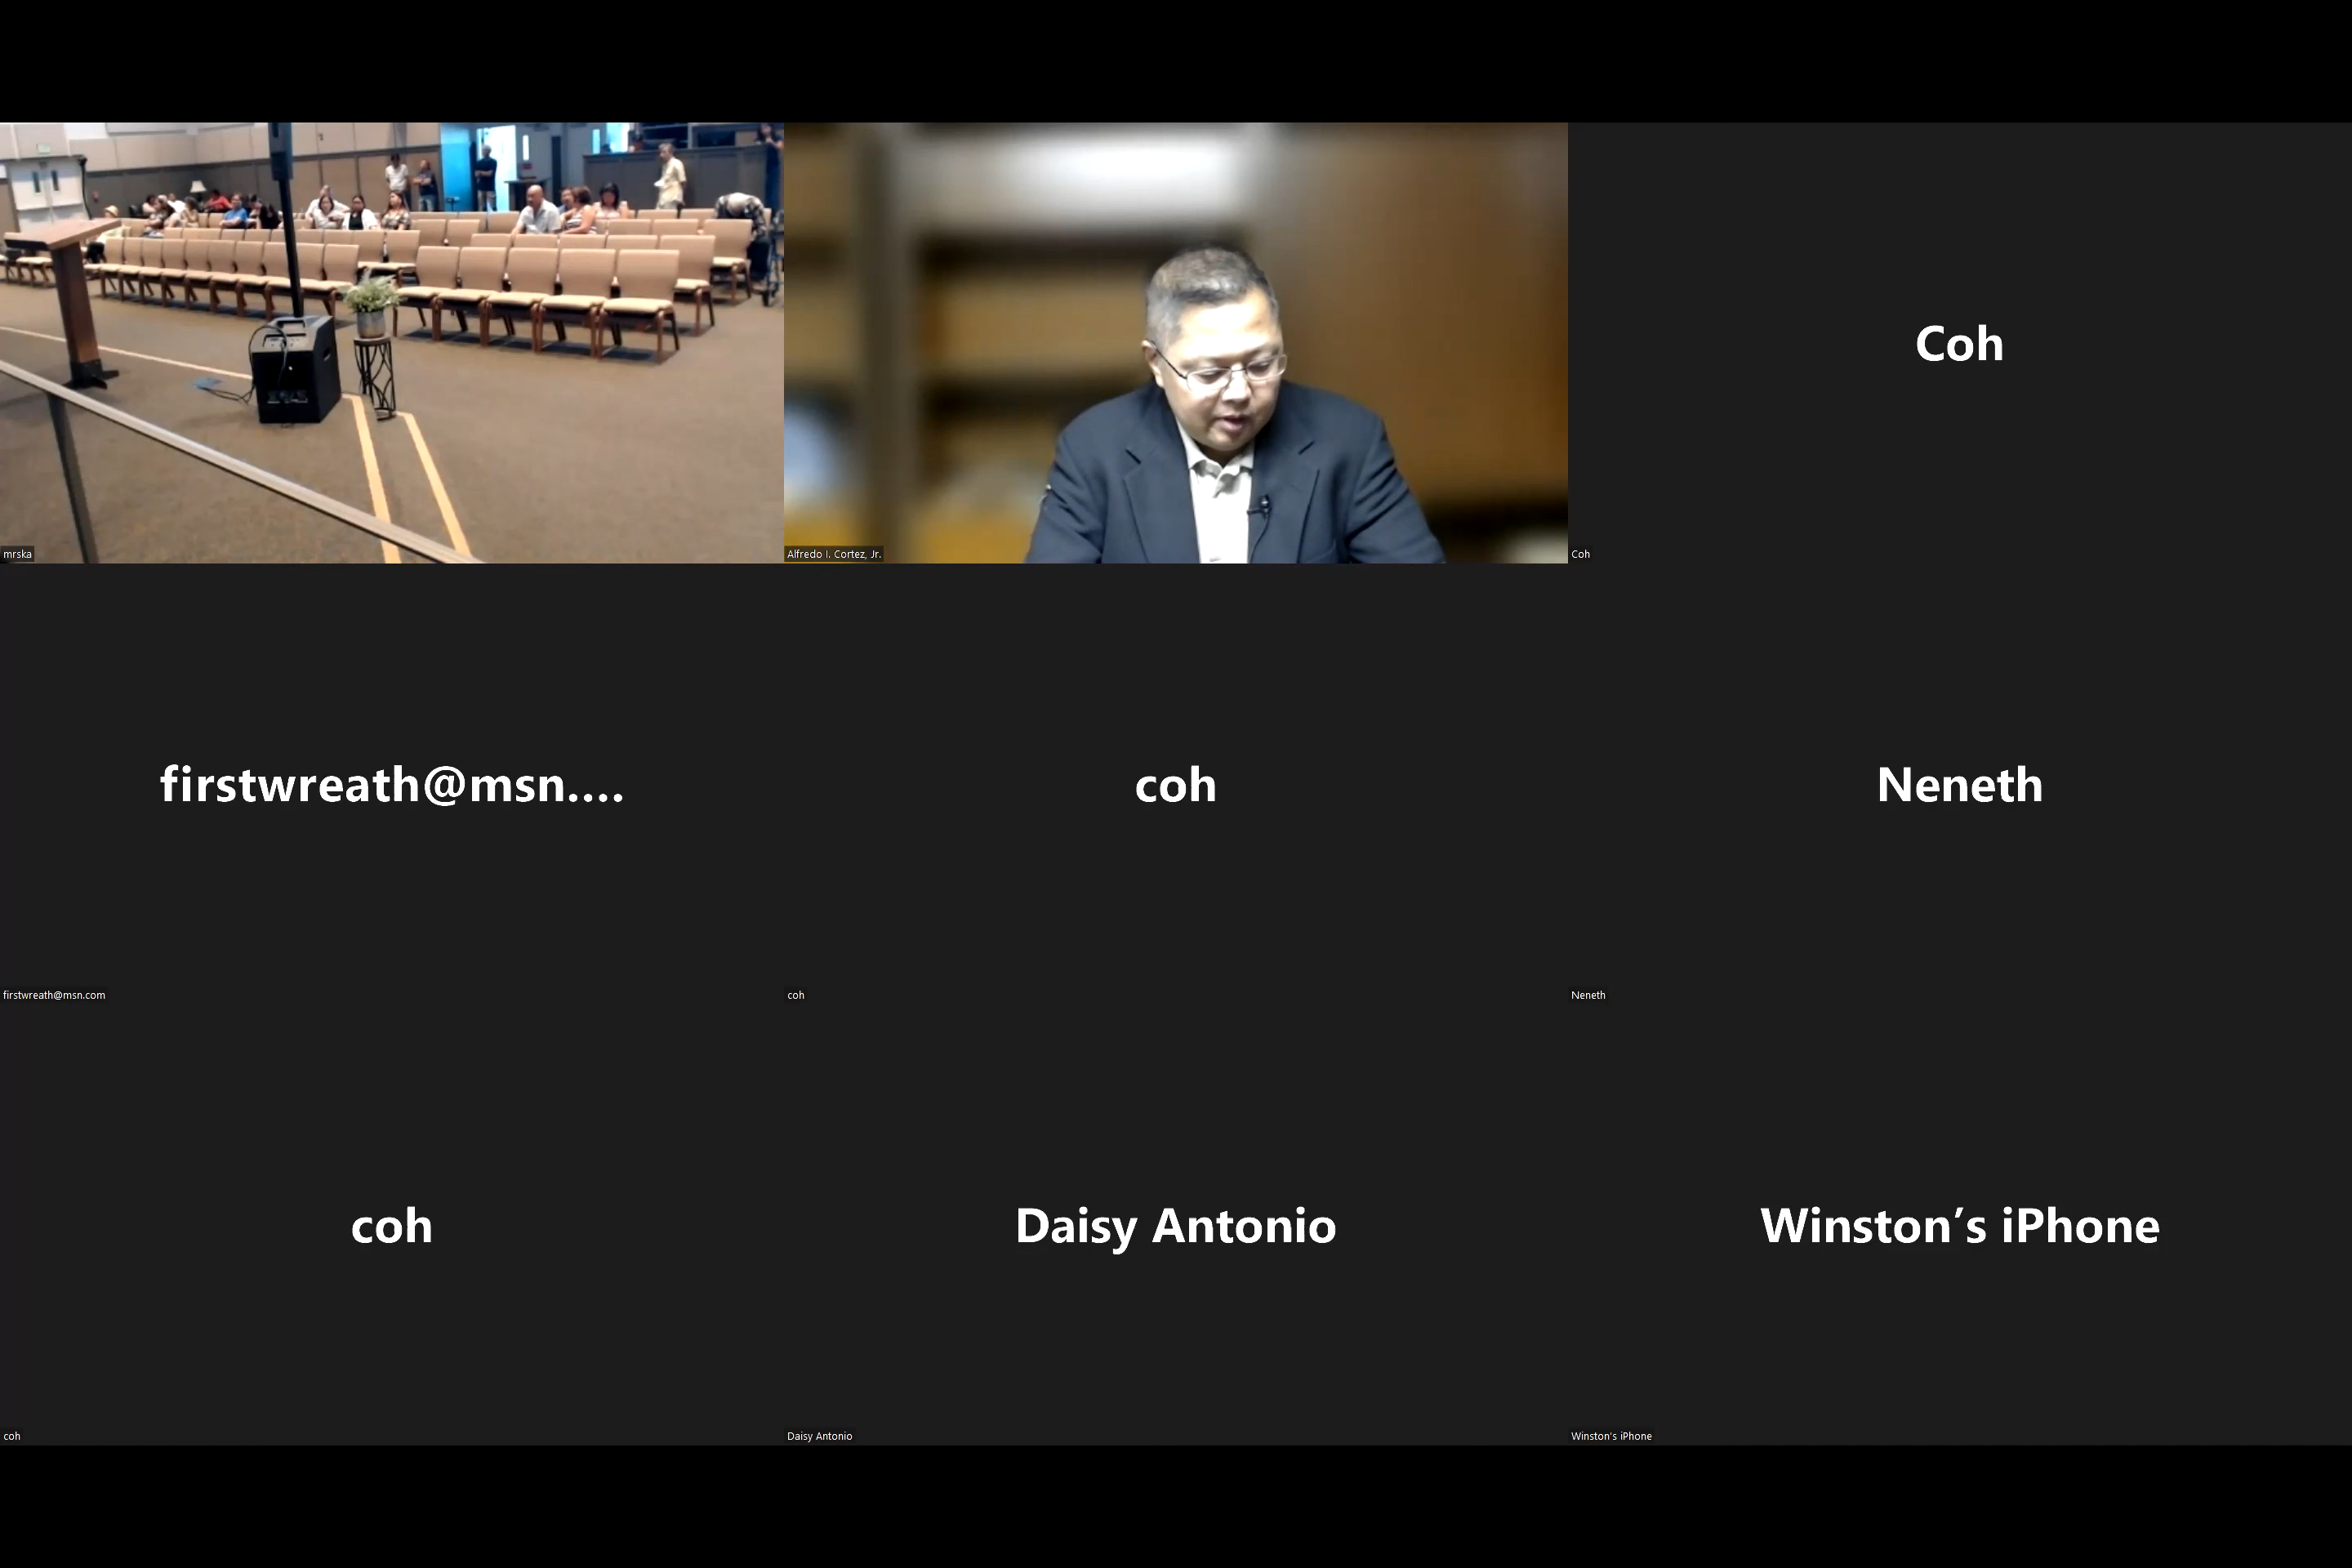 mrska
Alfredo I. Cortez, Jr.
Coh
Coh
firstwreath@msn....
firstwreath@msn.com
coh
coh
Neneth
Neneth
coh
coh
Daisy Antonio
Daisy Antonio
Winston’s iPhone
Winston's iPhone